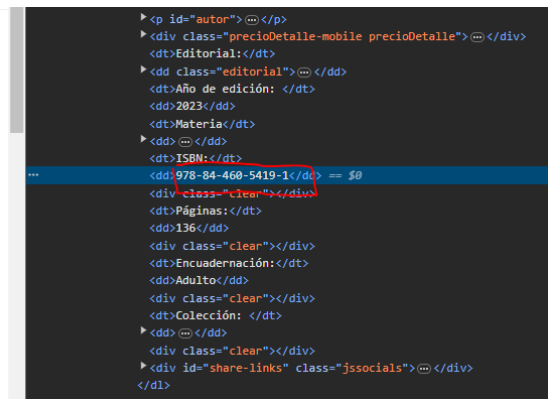 <p id="autor">…</p>
<div class="precioDetalle-mobile precioDetalle">…</div>
<dt>Editorial:</dt>
<dd class="editorial">…</dd>
<dt>Año de edición: </dt>
<dd>2023</dd>
<dt>Materia</dt>
<dd>…</dd>
<dt>ISBN:</dt>
… <dd>978-84-460-5419-1</dd> == $0
<div class="clear"></div>
<dt>Páginas:</dt>
<dd>136</dd>
<div class="clear"></div>
<dt>Encuadernación:</dt>
<dd>Adulto</dd>
<div class="clear"></div>
<dt>Colección: </dt>
<dd>…</dd>
<div class="clear"></div>
<div id="share-links" class="jssocials">…</div>
</dl>